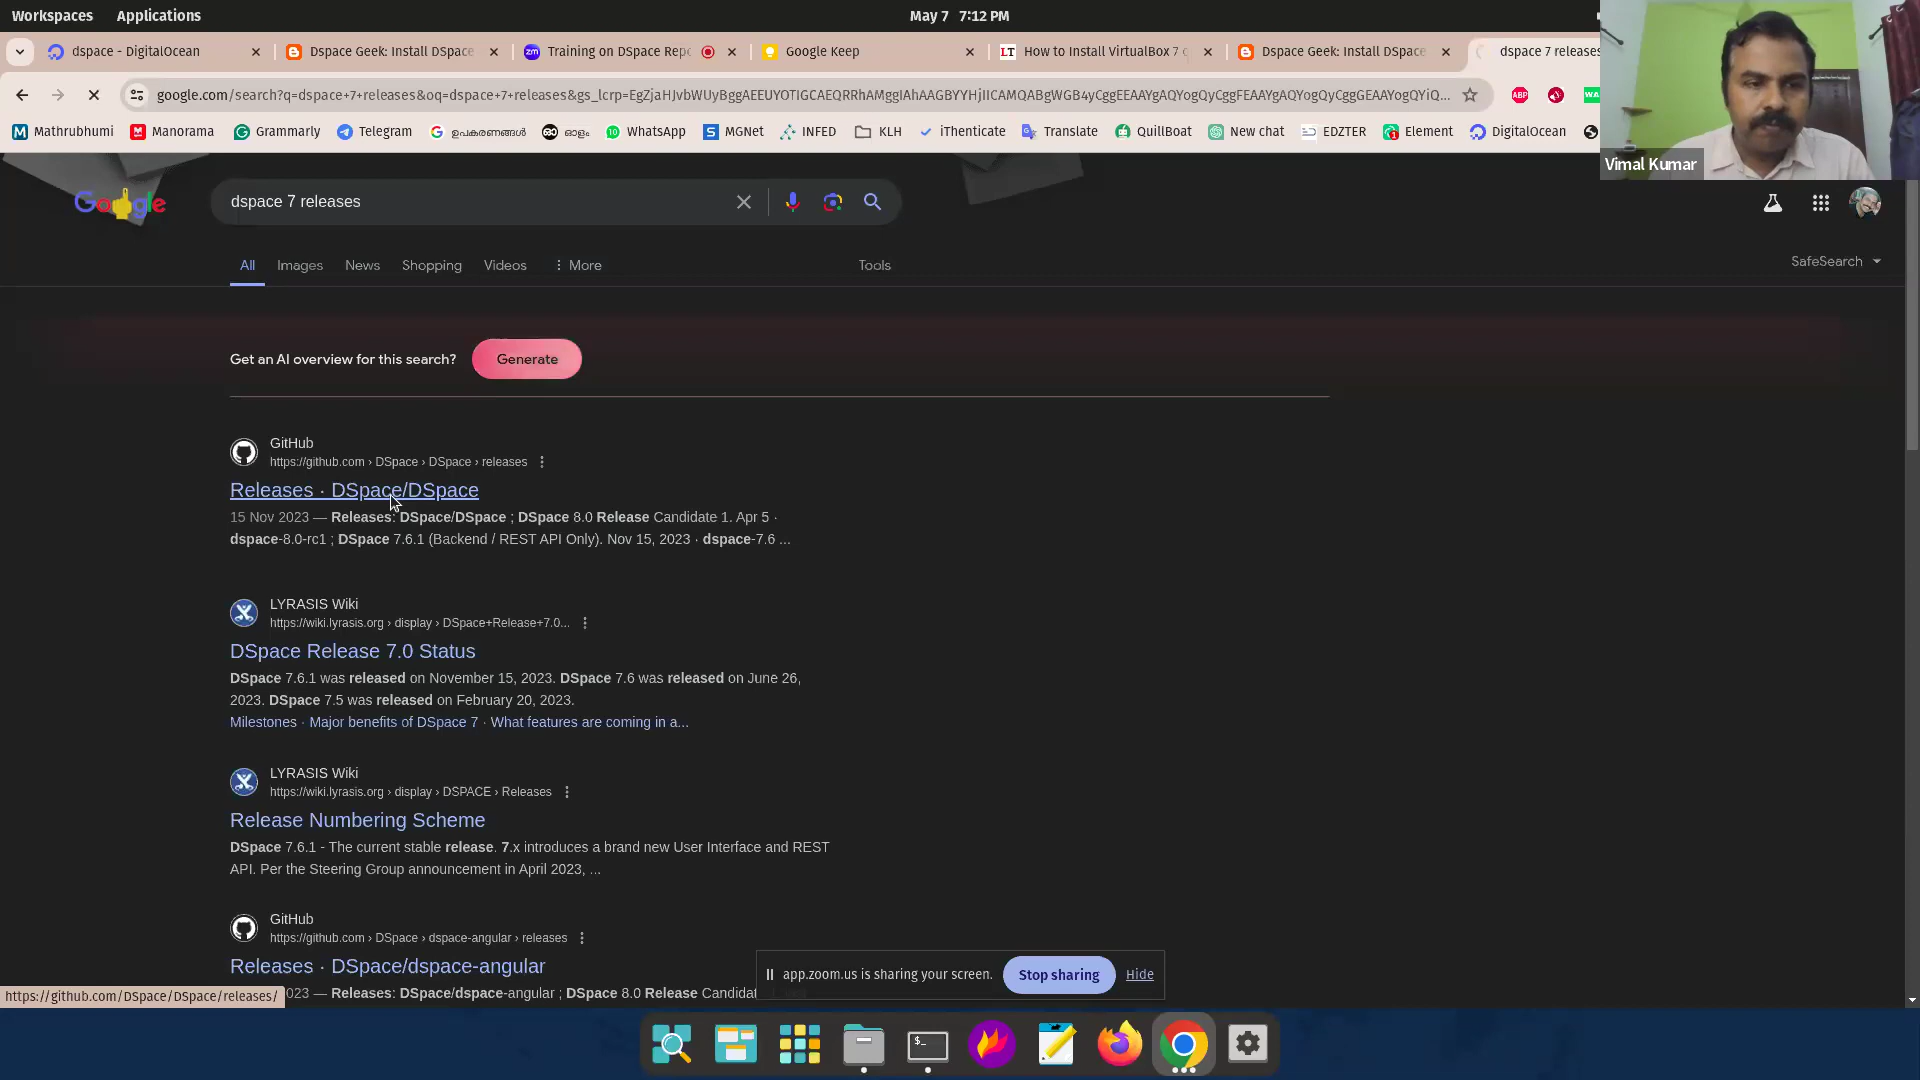 Workspaces Applications May 7 7:12 PM
dspace - DigitalOcean
Dspace Geek: Install DSpace
Training on DSpace Repo
Google Keep
How to Install VirtualBox 7
Dspace Geek: Install DSpace
dspace 7 releases
google.com/search?q=dspace+7+releases&oq=dspace+7+releases&gs_lcrp=EgZjaHJvbWUyBggAEEUYOTIGCAEQRRhAMggIAhAAGBYYHjIICAMQABgWGB4yCggEEAAYgAQYogQyCggFEAAYgAQYogQyCggGEAAYogQYiQ...
Mathrubhumi Manorama Grammarly Telegram ഉപകരണങ്ങൾ ഓളം WhatsApp MGNet INFED KLH iThenticate Translate QuillBoat New chat EDZTER Element DigitalOcean
Vimal Kumar
Google
dspace 7 releases
All Images News Shopping Videos More Tools SafeSearch
Get an AI overview for this search? Generate
GitHub
https://github.com › DSpace › DSpace › releases
Releases · DSpace/DSpace
15 Nov 2023 — Releases: DSpace/DSpace ; DSpace 8.0 Release Candidate 1. Apr 5 ·
dspace-8.0-rc1 ; DSpace 7.6.1 (Backend / REST API Only). Nov 15, 2023 · dspace-7.6 ...
LYRASIS Wiki
https://wiki.lyrasis.org › display › DSpace+Release+7.0...
DSpace Release 7.0 Status
DSpace 7.6.1 was released on November 15, 2023. DSpace 7.6 was released on June 26,
2023. DSpace 7.5 was released on February 20, 2023.
Milestones · Major benefits of DSpace 7 · What features are coming in a...
LYRASIS Wiki
https://wiki.lyrasis.org › display › DSPACE › Releases
Release Numbering Scheme
DSpace 7.6.1 - The current stable release. 7.x introduces a brand new User Interface and REST
API. Per the Steering Group announcement in April 2023, ...
GitHub
https://github.com › DSpace › dspace-angular › releases
Releases · DSpace/dspace-angular
2023 — Releases: DSpace/dspace-angular ; DSpace 8.0 Release Candidat
app.zoom.us is sharing your screen. Stop sharing Hide
https://github.com/DSpace/DSpace/releases/